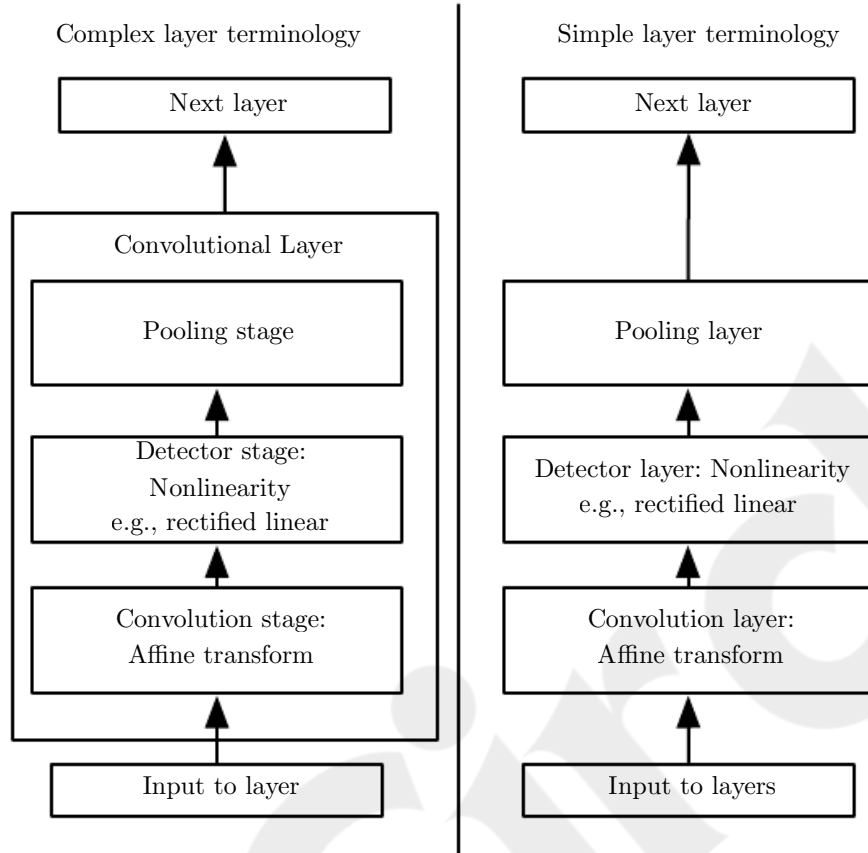 Complex layer terminology
Next layer
Convolutional Layer
Pooling stage
Detector stage:
Nonlinearity
e.g., rectified linear
Convolution stage:
Affine transform
Input to layer
Simple layer terminology
Next layer
Pooling layer
Detector layer: Nonlinearity
e.g., rectified linear
Convolution layer:
Affine transform
Input to layers